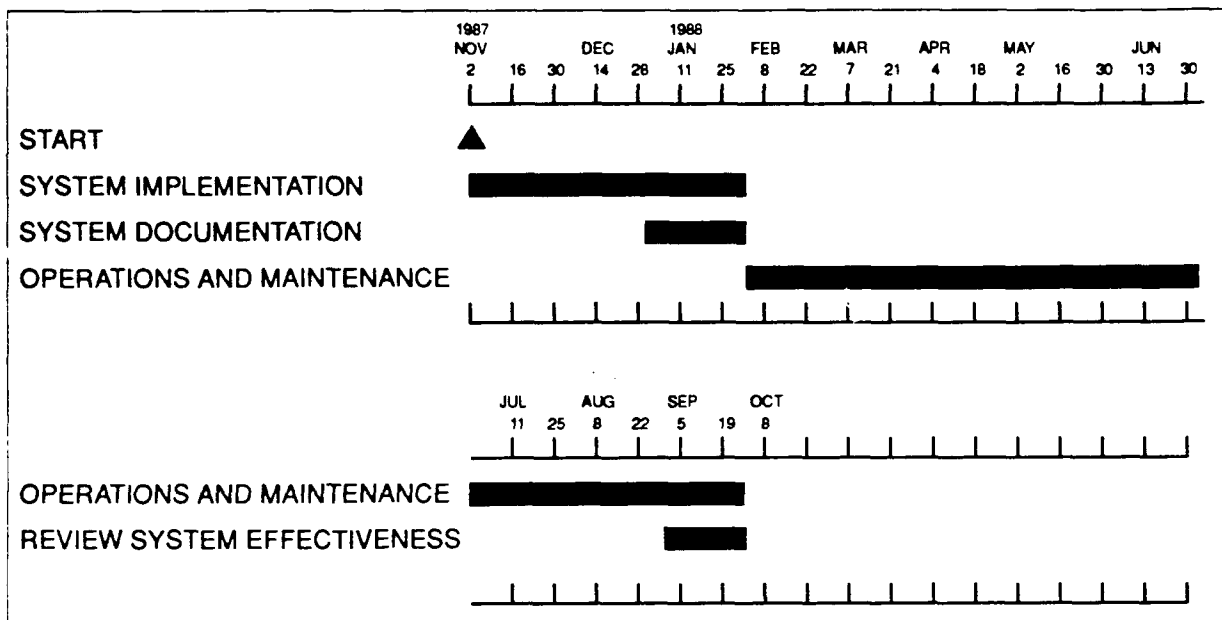 1987 1988
NOV DEC JAN FEB MAR APR MAY JUN
2 16 30 14 28 11 25 8 22 7 21 4 18 2 16 30 13 30
START
SYSTEM IMPLEMENTATION
SYSTEM DOCUMENTATION
OPERATIONS AND MAINTENANCE
JUL AUG SEP OCT
11 25 8 22 5 19 8
OPERATIONS AND MAINTENANCE
REVIEW SYSTEM EFFECTIVENESS